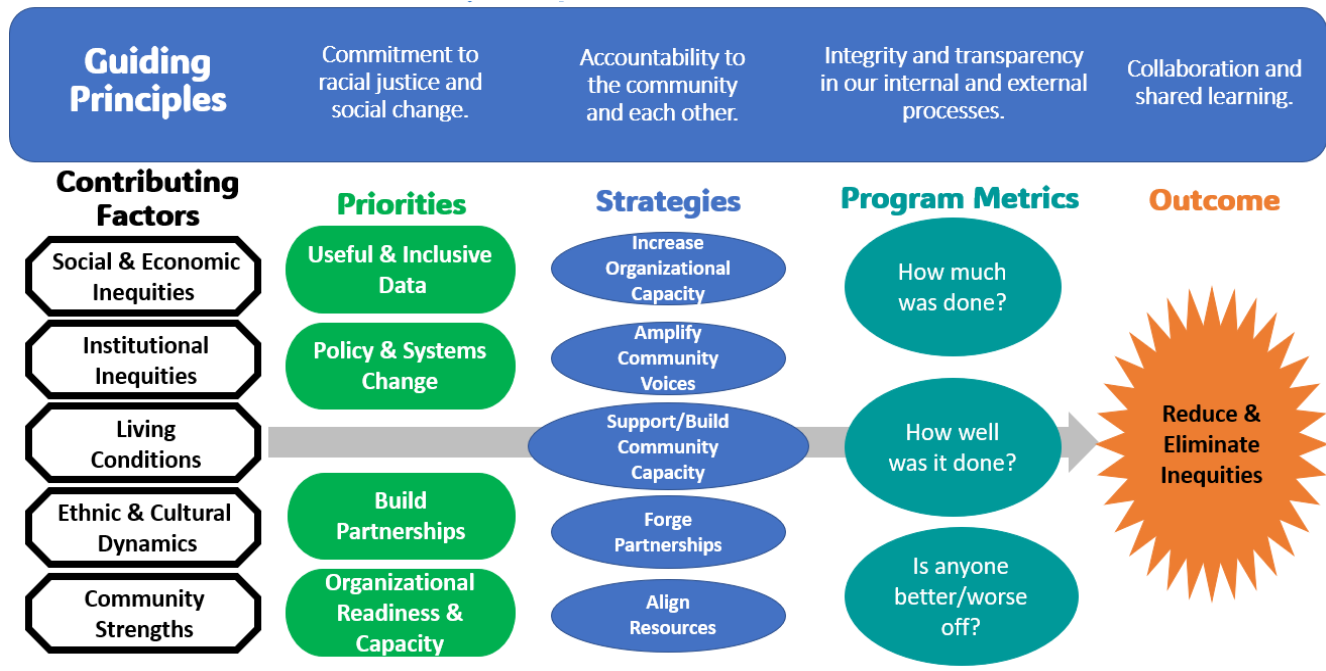 Guiding
Principles
Commitment to
racial justice and
social change.
Accountability to
the community
and each other.
Integrity and transparency
in our internal and external
processes.
Collaboration and
shared learning.
Contributing
Factors
Social & Economic
Inequities
Institutional
Inequities
Living
Conditions
Ethnic & Cultural
Dynamics
Community
Strengths
Priorities
Useful & Inclusive
Data
Policy & Systems
Change
Build
Partnerships
Organizational
Readiness &
Capacity
Strategies
Increase
Organizational
Capacity
Amplify
Community
Voices
Support/Build
Community
Capacity
Forge
Partnerships
Align
Resources
Program Metrics
How much
was done?
How well
was it done?
Is anyone
better/worse
off?
Outcome
Reduce &
Eliminate
Inequities